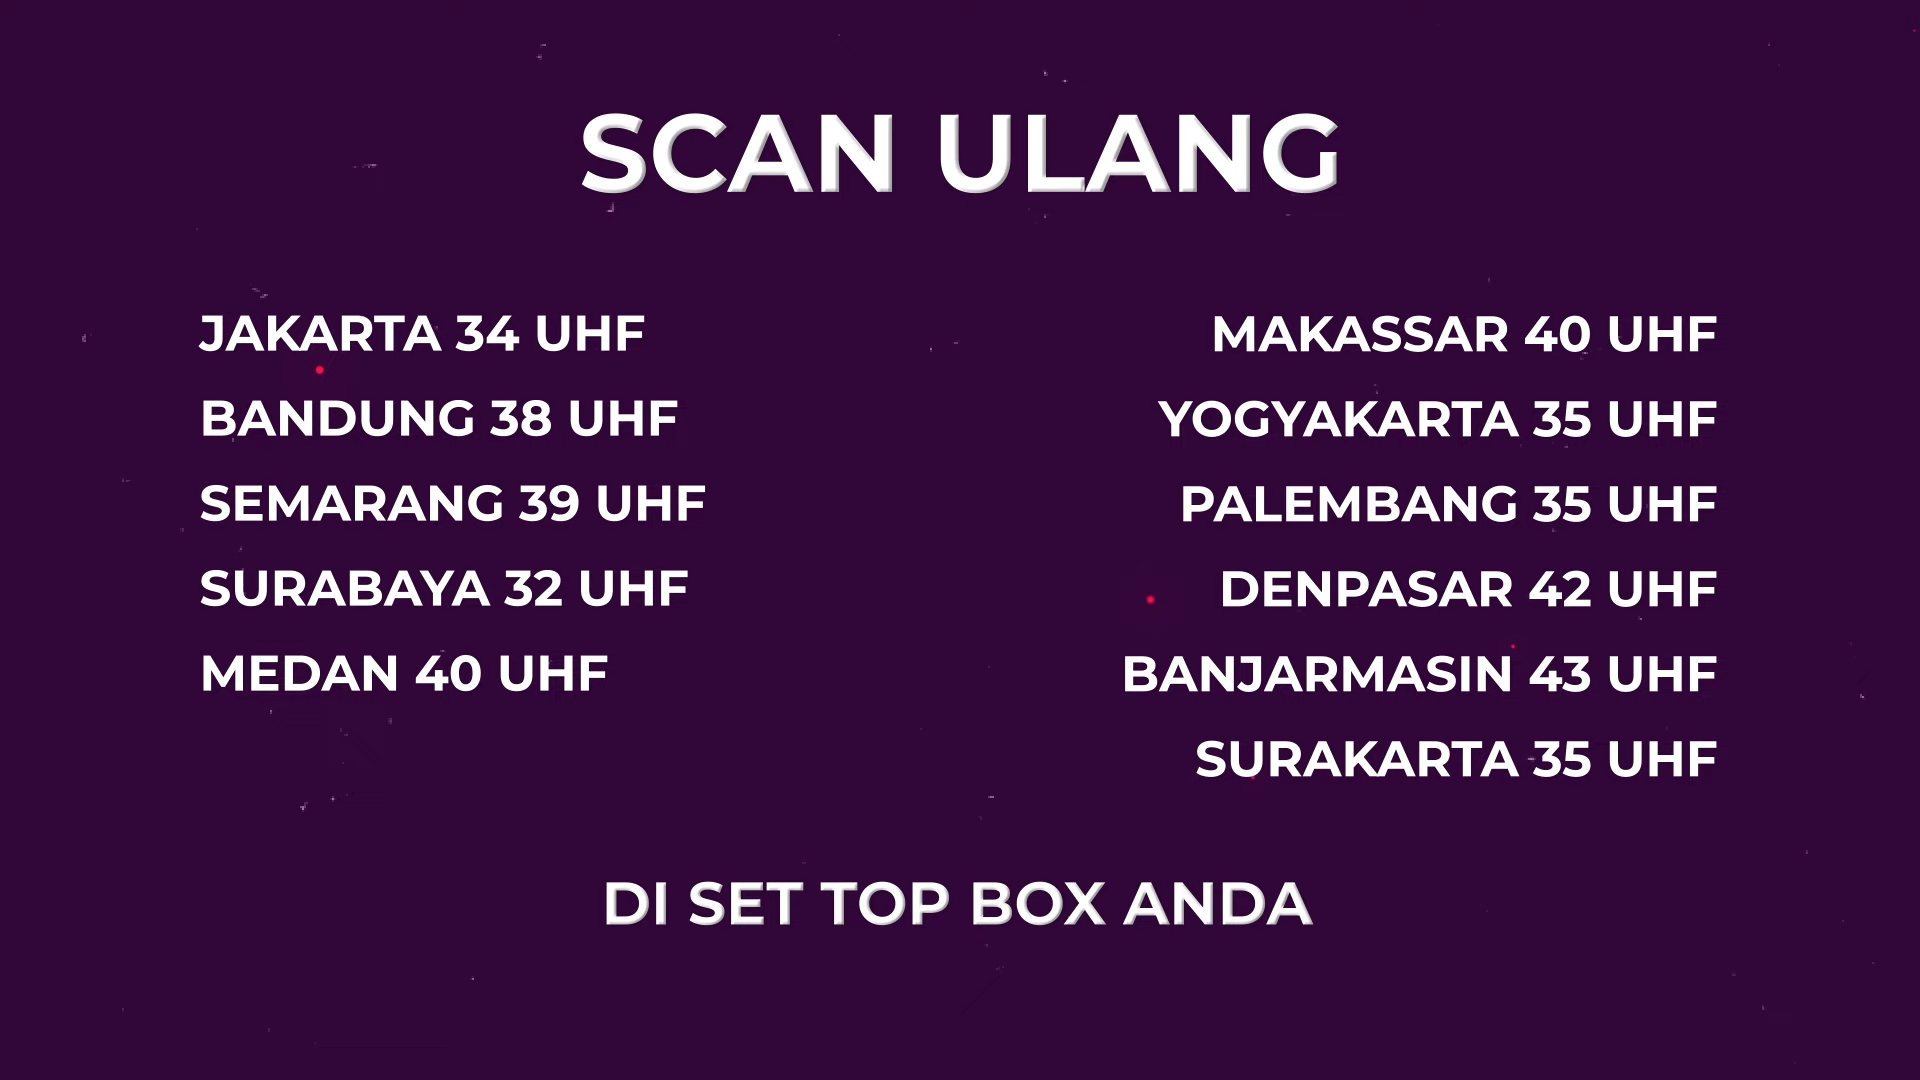 SCAN ULANG
JAKARTA 34 UHF
BANDUNG 38 UHF
SEMARANG 39 UHF
SURABAYA 32 UHF
MEDAN 40 UHF
MAKASSAR 40 UHF
YOGYAKARTA 35 UHF
PALEMBANG 35 UHF
DENPASAR 42 UHF
BANJARMASIN 43 UHF
SURAKARTA 35 UHF
DI SET TOP BOX ANDA